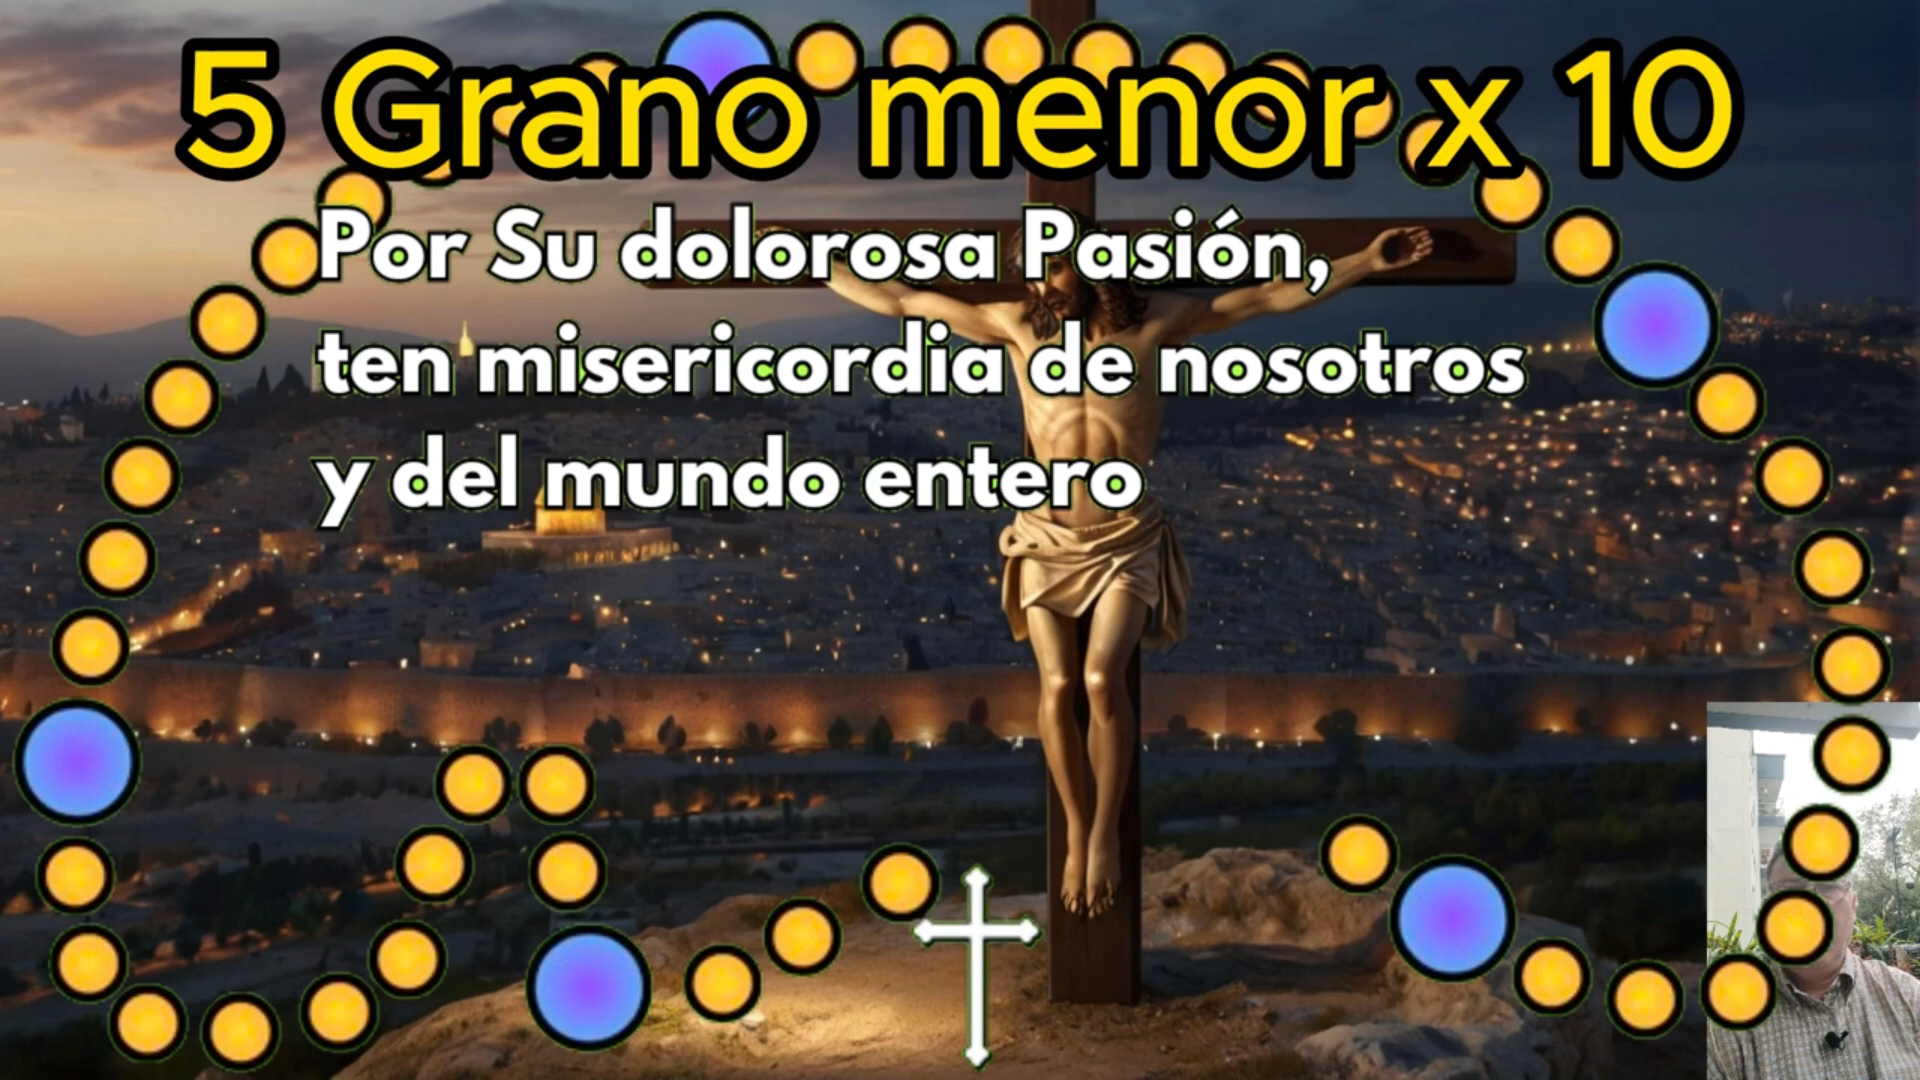 5 Grano menor x 10
Por Su dolorosa Pasión,
ten misericordia de nosotros
y del mundo entero